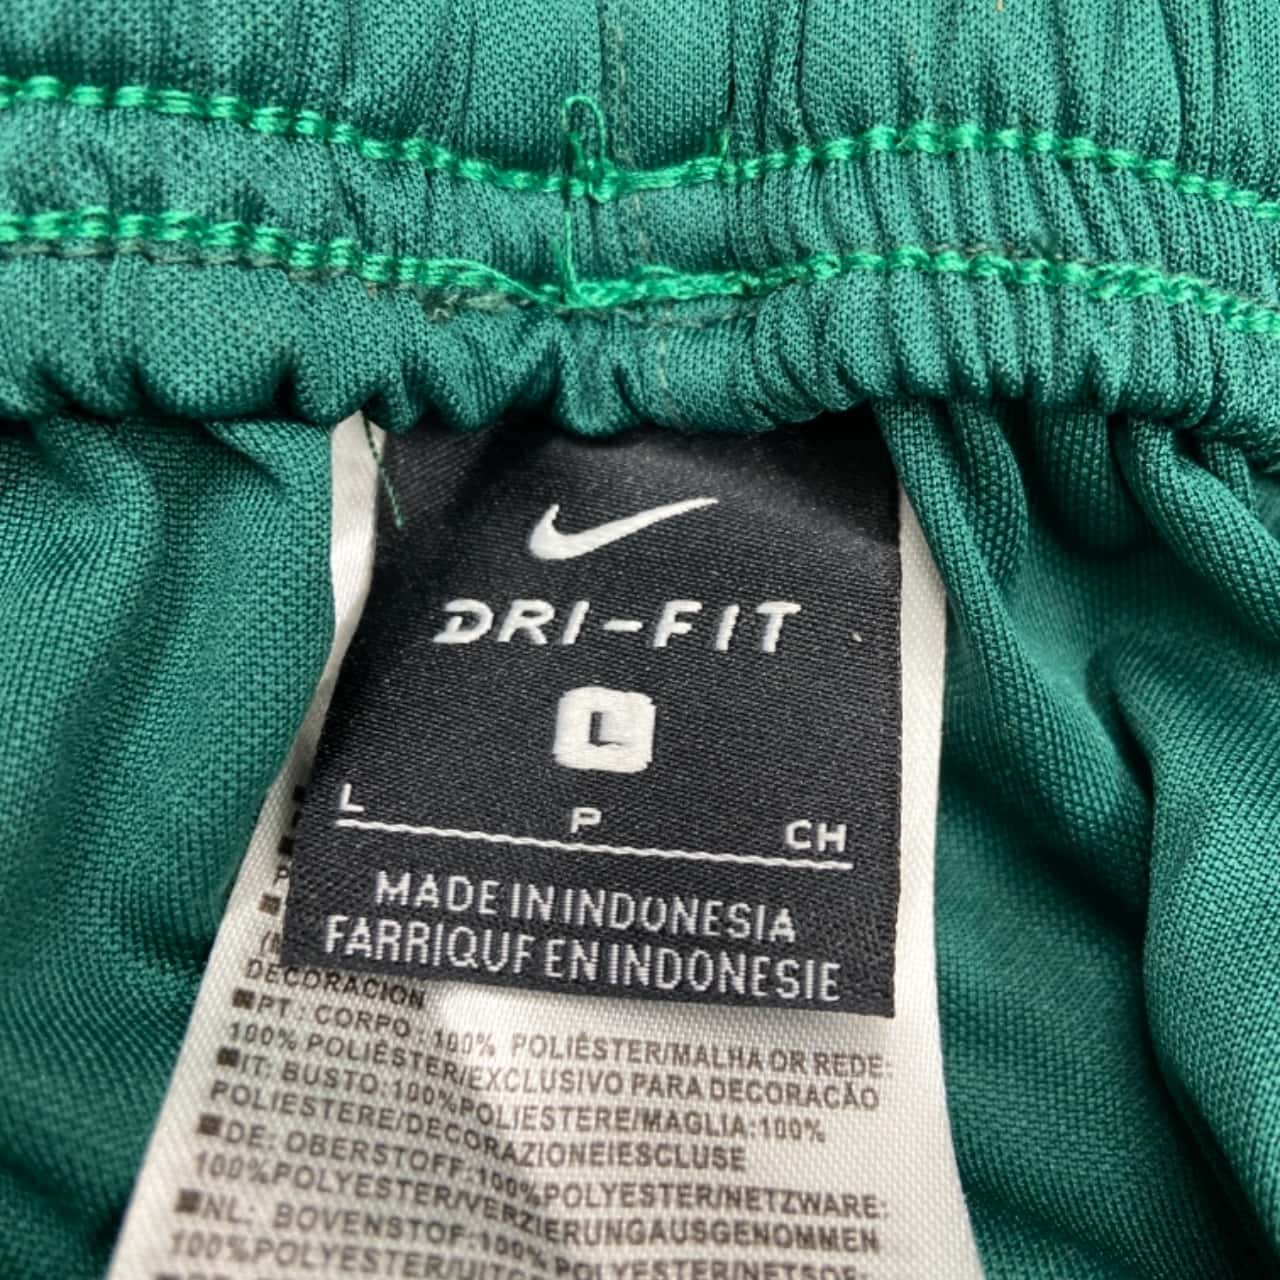 DRI-FIT
L
L P CH
MADE IN INDONESIA
FARRIQUF EN INDONESIE
DECORACION
PT: CORPO: 100% POLIÉSTER/MALHA OR REDE:
100% POLIÉSTER/EXCLUSIVO PARA DECORACÃO
IT: BUSTO:100%POLIESTERE/MAGLIA:100%
POLIESTERE/DECORAZIONEIESCLUSE
DE: OBERSTOFF:100%POLYESTER/NETZWARE:
100%POLYESTER/VERZIERUNGAUSGENOMMEN
NL: BOVENSTOF:100%POLYESTER/NETSDE: